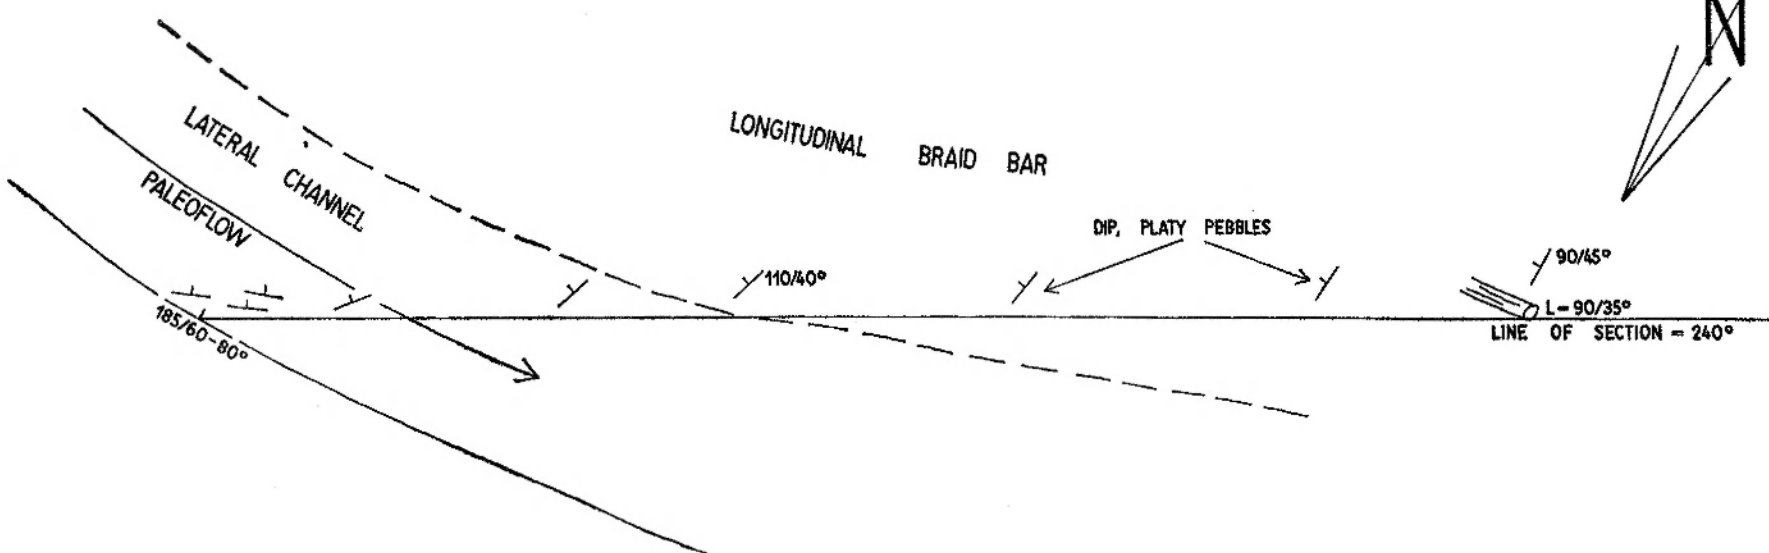 N
LATERAL CHANNEL
PALEOFLOW
LONGITUDINAL BRAID BAR
DIP, PLATY PEBBLES
110/40°
90/45°
185/60-80°
L=90/35°
LINE OF SECTION = 240°